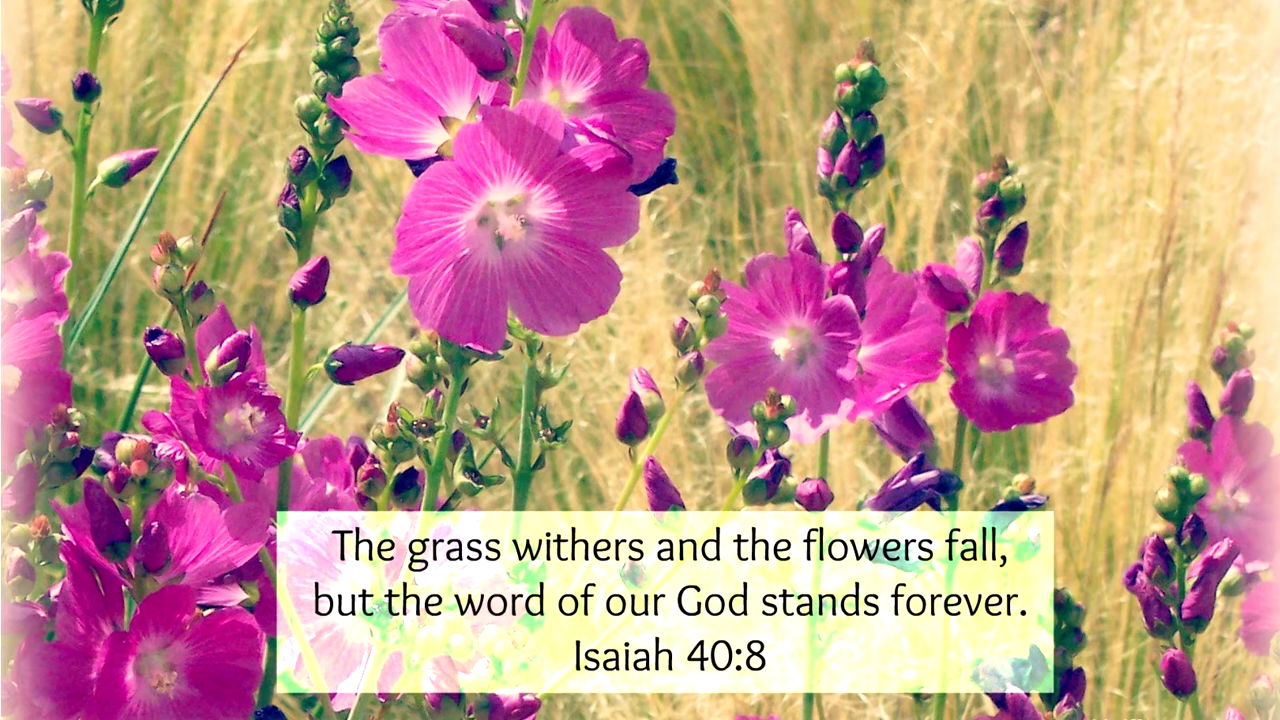 The grass withers and the flowers fall,
but the word of our God stands forever.
Isaiah 40:8